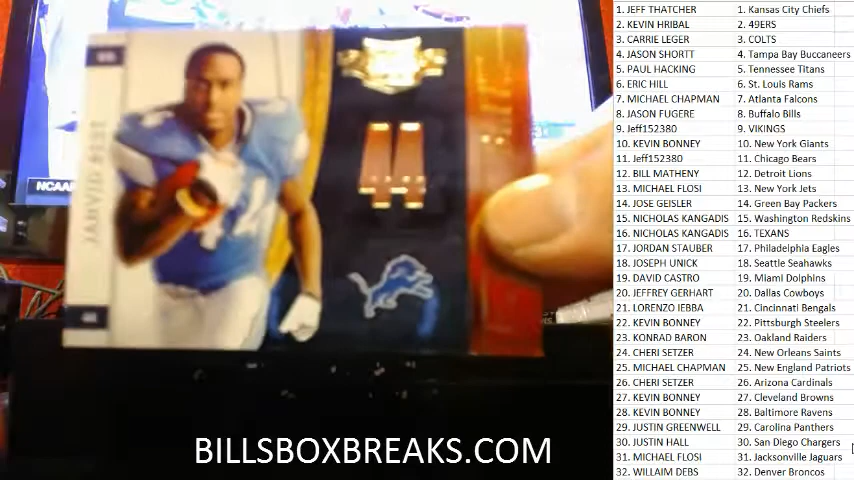 JAHVID BEST
44
NCAA
BILLSBOXBREAKS.COM
1. JEFF THATCHER 1. Kansas City Chiefs
2. KEVIN HRIBAL 2. 49ERS
3. CARRIE LEGER 3. COLTS
4. JASON SHORTT 4. Tampa Bay Buccaneers
5. PAUL HACKING 5. Tennessee Titans
6. ERIC HILL 6. St. Louis Rams
7. MICHAEL CHAPMAN 7. Atlanta Falcons
8. JASON FUGERE 8. Buffalo Bills
9. Jeff152380 9. VIKINGS
10. KEVIN BONNEY 10. New York Giants
11. Jeff152380 11. Chicago Bears
12. BILL MATHENY 12. Detroit Lions
13. MICHAEL FLOSI 13. New York Jets
14. JOSE GEISLER 14. Green Bay Packers
15. NICHOLAS KANGADIS 15. Washington Redskins
16. NICHOLAS KANGADIS 16. TEXANS
17. JORDAN STAUBER 17. Philadelphia Eagles
18. JOSEPH UNICK 18. Seattle Seahawks
19. DAVID CASTRO 19. Miami Dolphins
20. JEFFREY GERHART 20. Dallas Cowboys
21. LORENZO IEBBA 21. Cincinnati Bengals
22. KEVIN BONNEY 22. Pittsburgh Steelers
23. KONRAD BARON 23. Oakland Raiders
24. CHERI SETZER 24. New Orleans Saints
25. MICHAEL CHAPMAN 25. New England Patriots
26. CHERI SETZER 26. Arizona Cardinals
27. KEVIN BONNEY 27. Cleveland Browns
28. KEVIN BONNEY 28. Baltimore Ravens
29. JUSTIN GREENWELL 29. Carolina Panthers
30. JUSTIN HALL 30. San Diego Chargers
31. MICHAEL FLOSI 31. Jacksonville Jaguars
32. WILLAIM DEBS 32. Denver Broncos